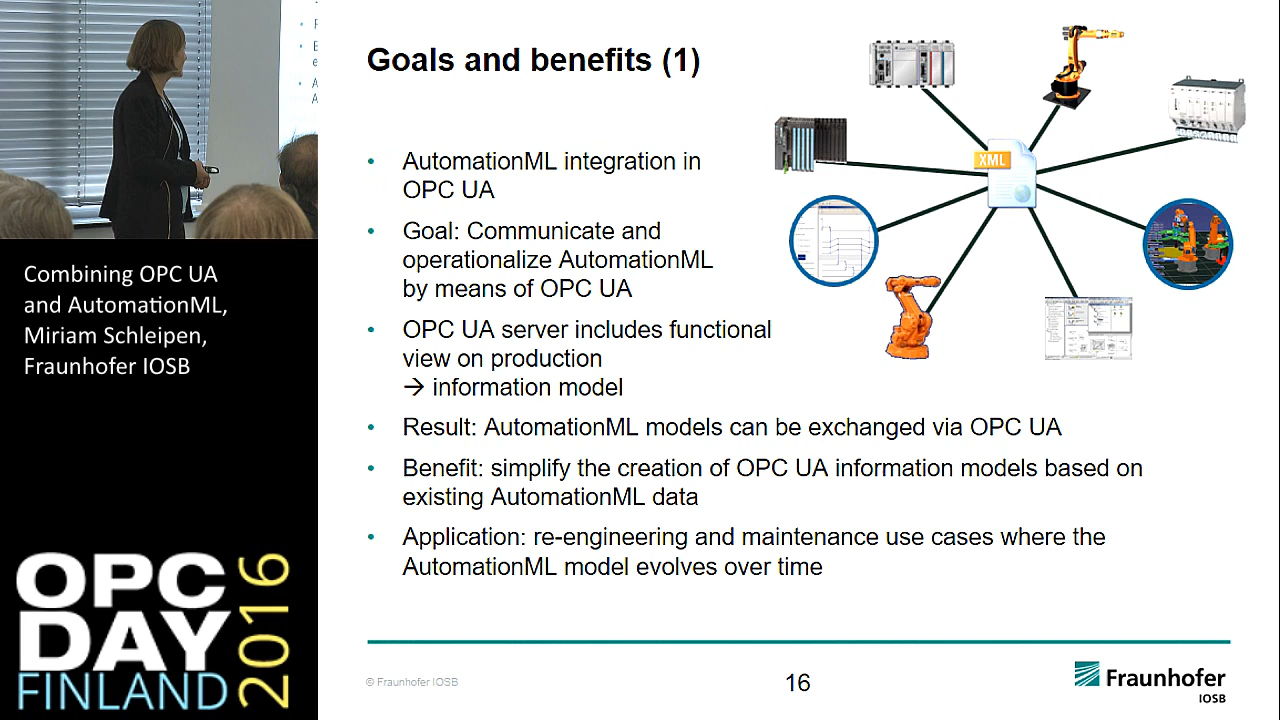 Goals and benefits (1)
XML
• AutomationML integration in
OPC UA
• Goal: Communicate and
operationalize AutomationML
by means of OPC UA
• OPC UA server includes functional
view on production
→ information model
• Result: AutomationML models can be exchanged via OPC UA
• Benefit: simplify the creation of OPC UA information models based on
existing AutomationML data
• Application: re-engineering and maintenance use cases where the
AutomationML model evolves over time
© Fraunhofer IOSB
16
Fraunhofer
IOSB
Combining OPC UA
and AutomationML,
Miriam Schleipen,
Fraunhofer IOSB
OPC
DAY
FINLAND
2016